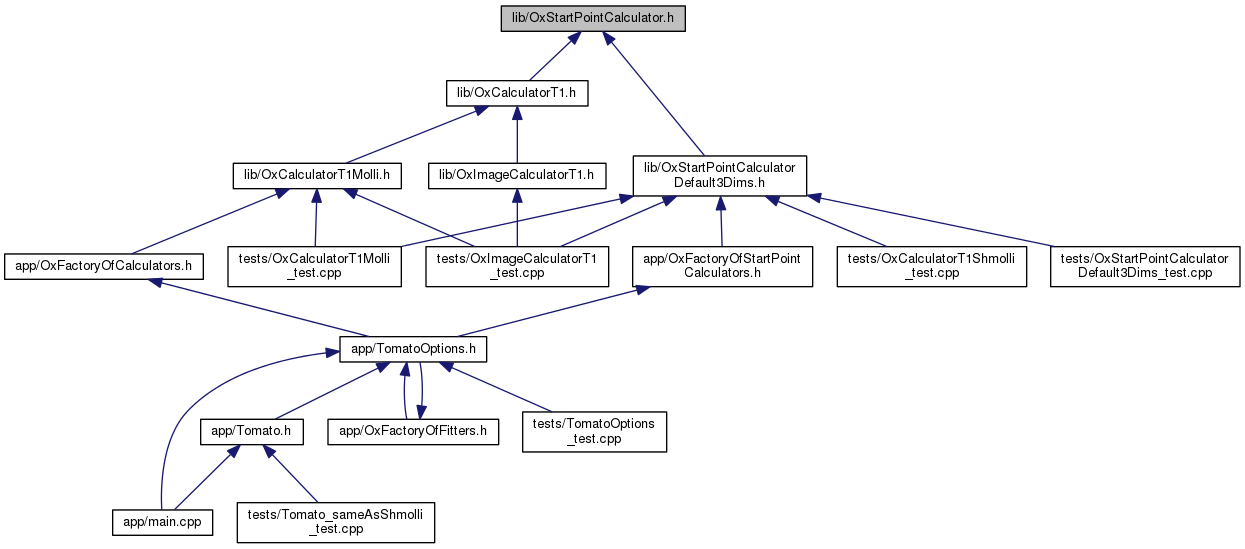 lib/OxStartPointCalculator.h
lib/OxCalculatorT1.h
lib/OxCalculatorT1Molli.h
lib/OxImageCalculatorT1.h
lib/OxStartPointCalculator
Default3Dims.h
app/OxFactoryOfCalculators.h
tests/OxCalculatorT1Molli
_test.cpp
tests/OxImageCalculatorT1
_test.cpp
app/OxFactoryOfStartPoint
Calculators.h
tests/OxCalculatorT1Shmolli
_test.cpp
tests/OxStartPointCalculator
Default3Dims_test.cpp
app/TomatoOptions.h
app/Tomato.h
app/OxFactoryOfFitters.h
tests/TomatoOptions
_test.cpp
app/main.cpp
tests/Tomato_sameAsShmolli
_test.cpp